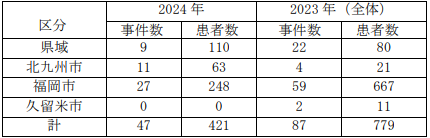 区分 2024 年 2023 年（全体）
事件数 患者数 事件数 患者数
県域 9 110 22 80
北九州市 11 63 4 21
福岡市 27 248 59 667
久留米市 0 0 2 11
計 47 421 87 779